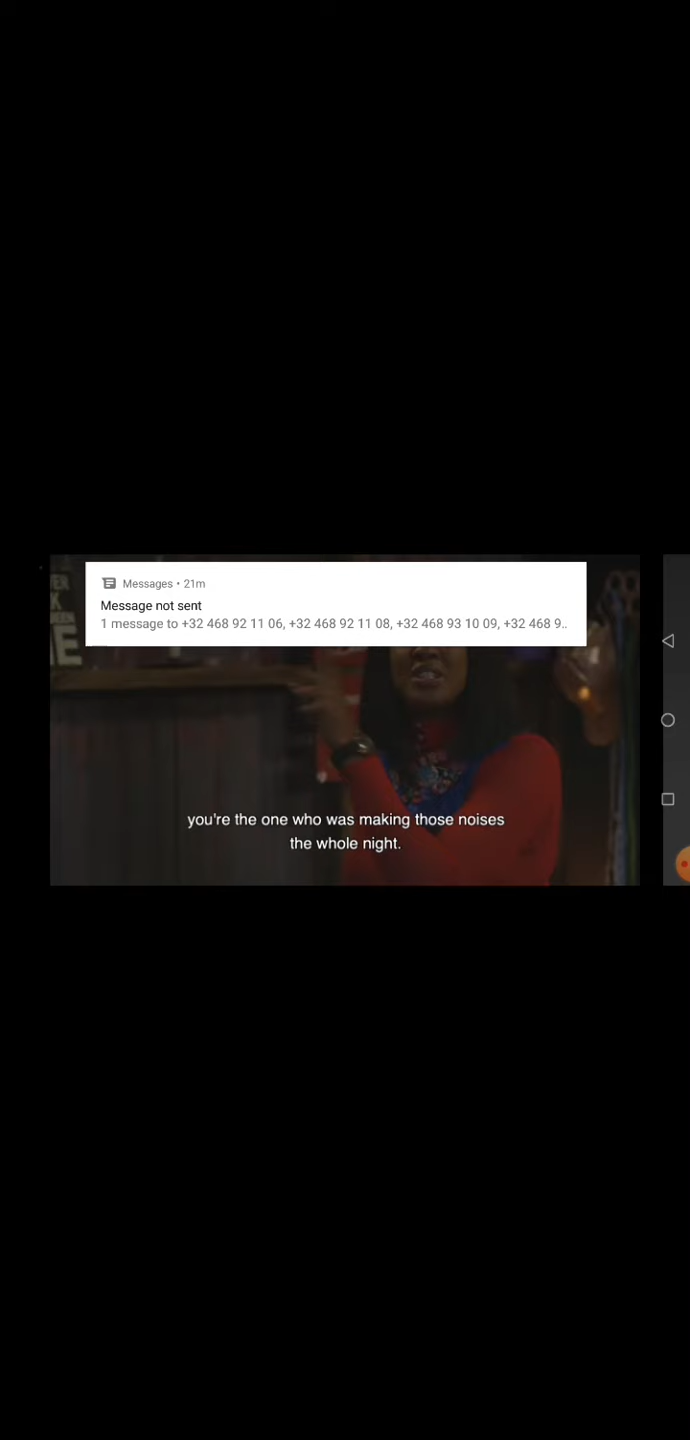 Messages • 21m
Message not sent
1 message to +32 468 92 11 06, +32 468 92 11 08, +32 468 93 10 09, +32 468 9..
you're the one who was making those noises
the whole night.